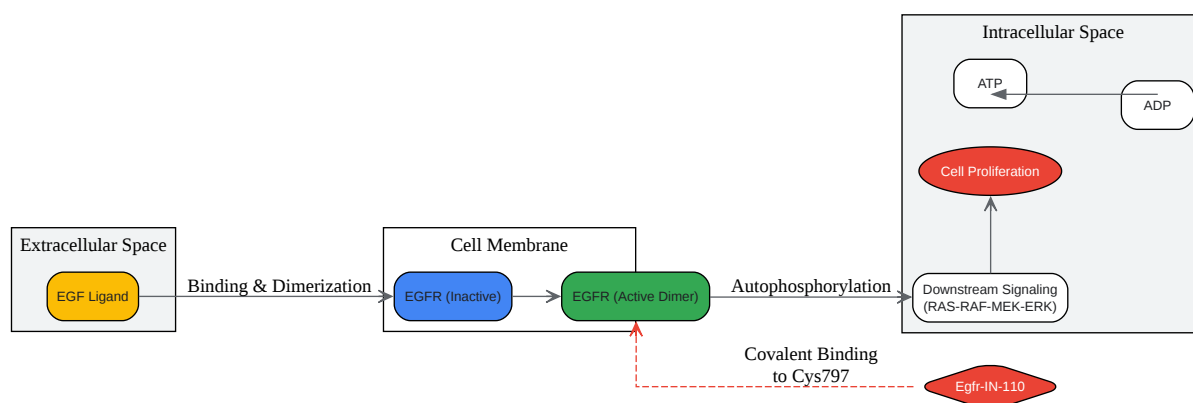 Intracellular Space
ATP
ADP
Cell Proliferation
Extracellular Space
Cell Membrane
EGF Ligand
Binding & Dimerization
EGFR (Inactive)
EGFR (Active Dimer)
Autophosphorylation
Downstream Signaling
(RAS-RAF-MEK-ERK)
Covalent Binding
to Cys797
Egfr-IN-110